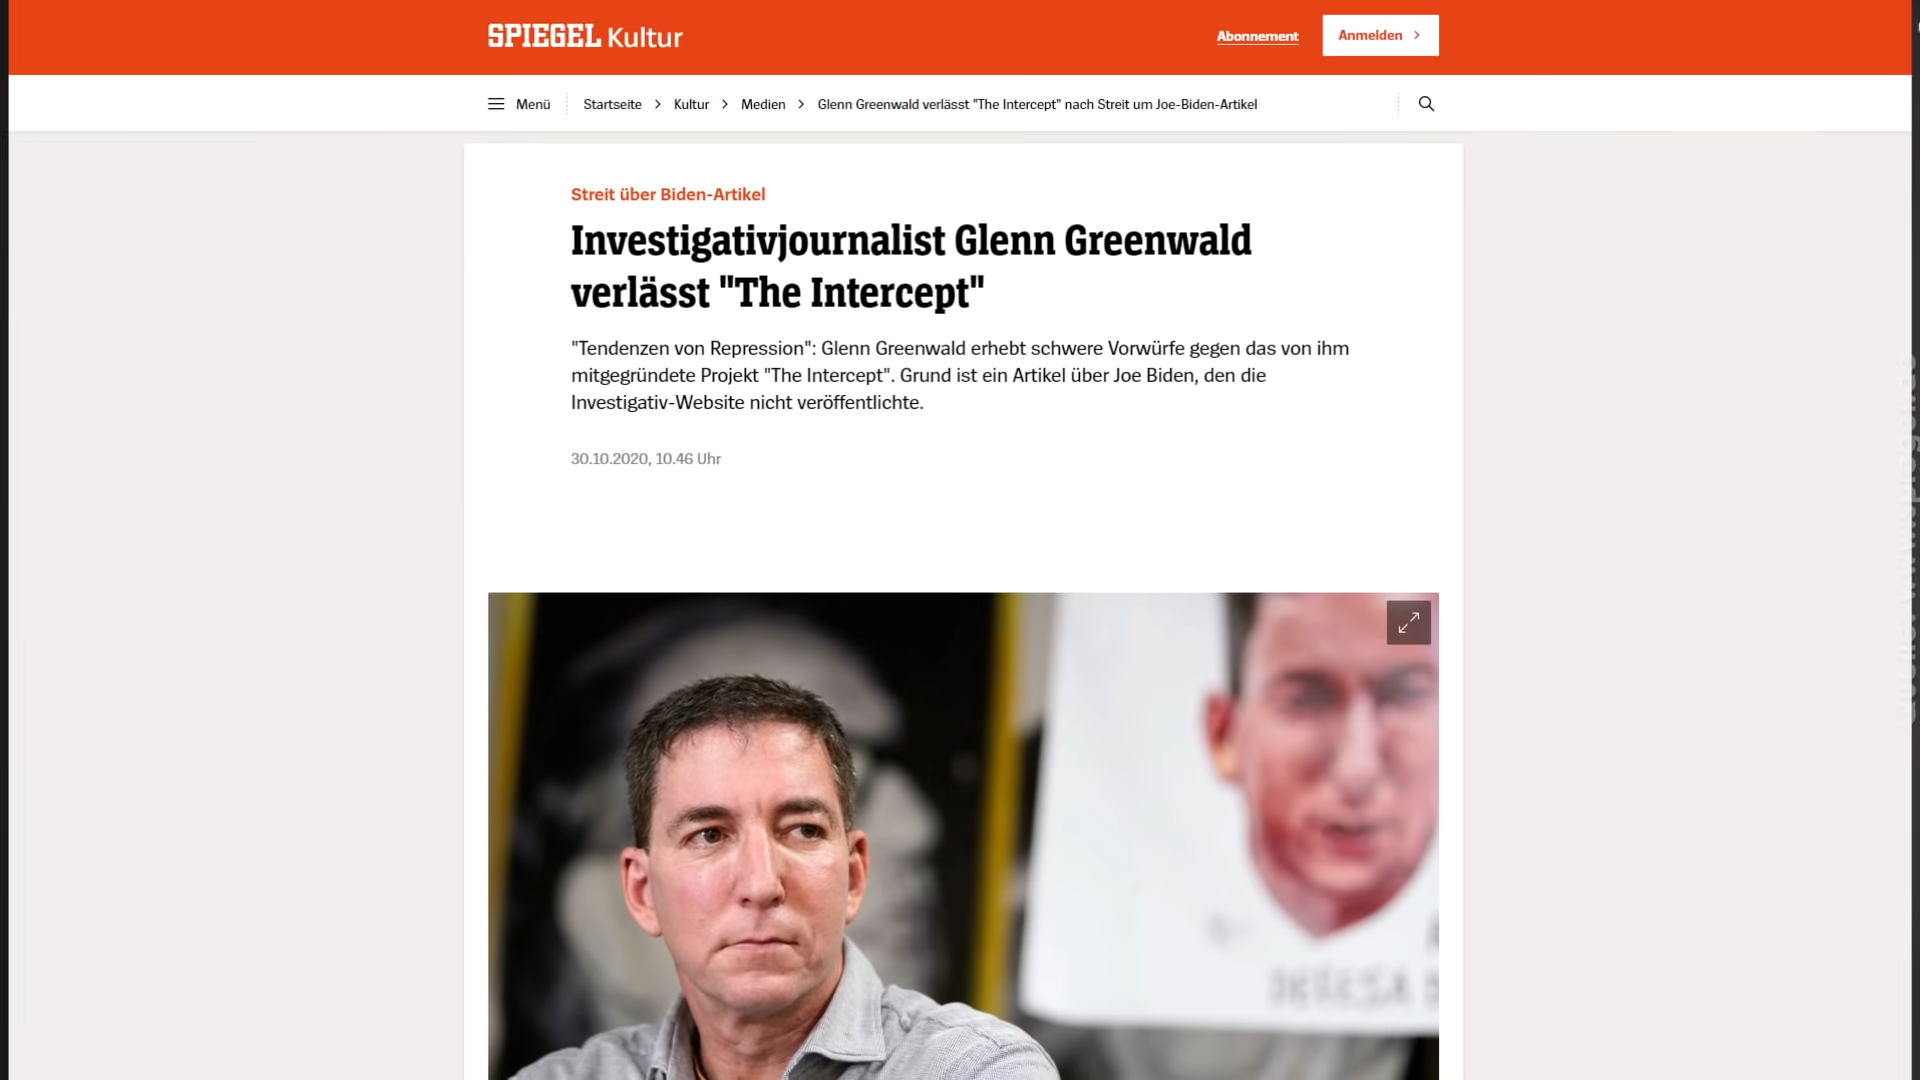 SPIEGEL Kultur
Abonnement
Anmelden
Menü
Startseite > Kultur > Medien > Glenn Greenwald verlässt "The Intercept" nach Streit um Joe-Biden-Artikel
Streit über Biden-Artikel
Investigativjournalist Glenn Greenwald
verlässt "The Intercept"
"Tendenzen von Repression": Glenn Greenwald erhebt schwere Vorwürfe gegen das von ihm
mitgegründete Projekt "The Intercept". Grund ist ein Artikel über Joe Biden, den die
Investigativ-Website nicht veröffentlichte.
30.10.2020, 10.46 Uhr
DEFESA